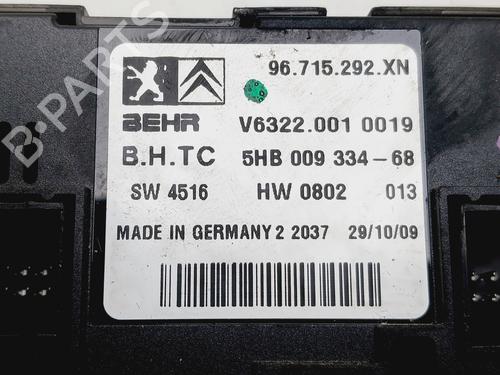 96.715.292.XN
BEHR V6322.001 0019
B.H.TC 5HB 009 334-68
SW 4516 HW 0802 013
MADE IN GERMANY 2 2037 29/10/09
B-PARTS